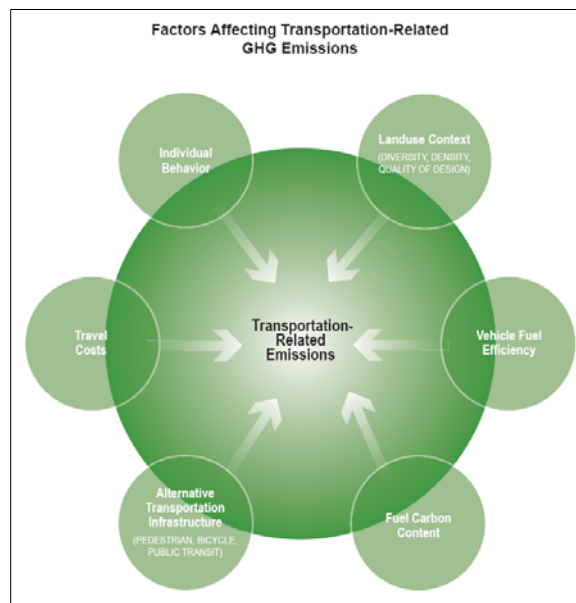 Factors Affecting Transportation-Related
GHG Emissions
Individual
Behavior
Landuse Context
(DIVERSITY, DENSITY,
QUALITY OF DESIGN)
Travel
Costs
Transportation-
Related
Emissions
Vehicle Fuel
Efficiency
Alternative
Transportation
Infrastructure
(PEDESTRIAN, BICYCLE,
PUBLIC TRANSIT)
Fuel Carbon
Content